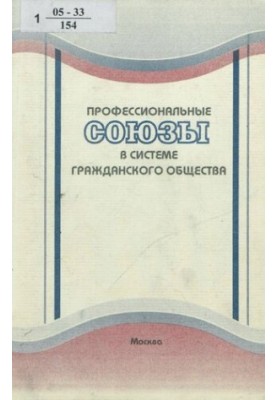 1 05 - 33
154
ПРОФЕССИОНАЛЬНЫЕ
СОЮЗЫ
В СИСТЕМЕ
ГРАЖДАНСКОГО ОБЩЕСТВА
Москва